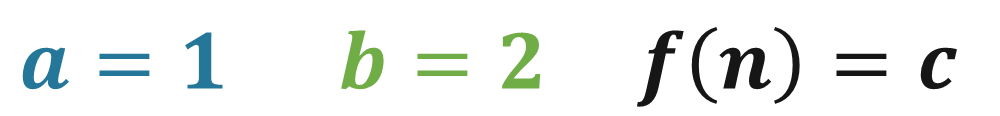 a = 1 b = 2 f(n) = c